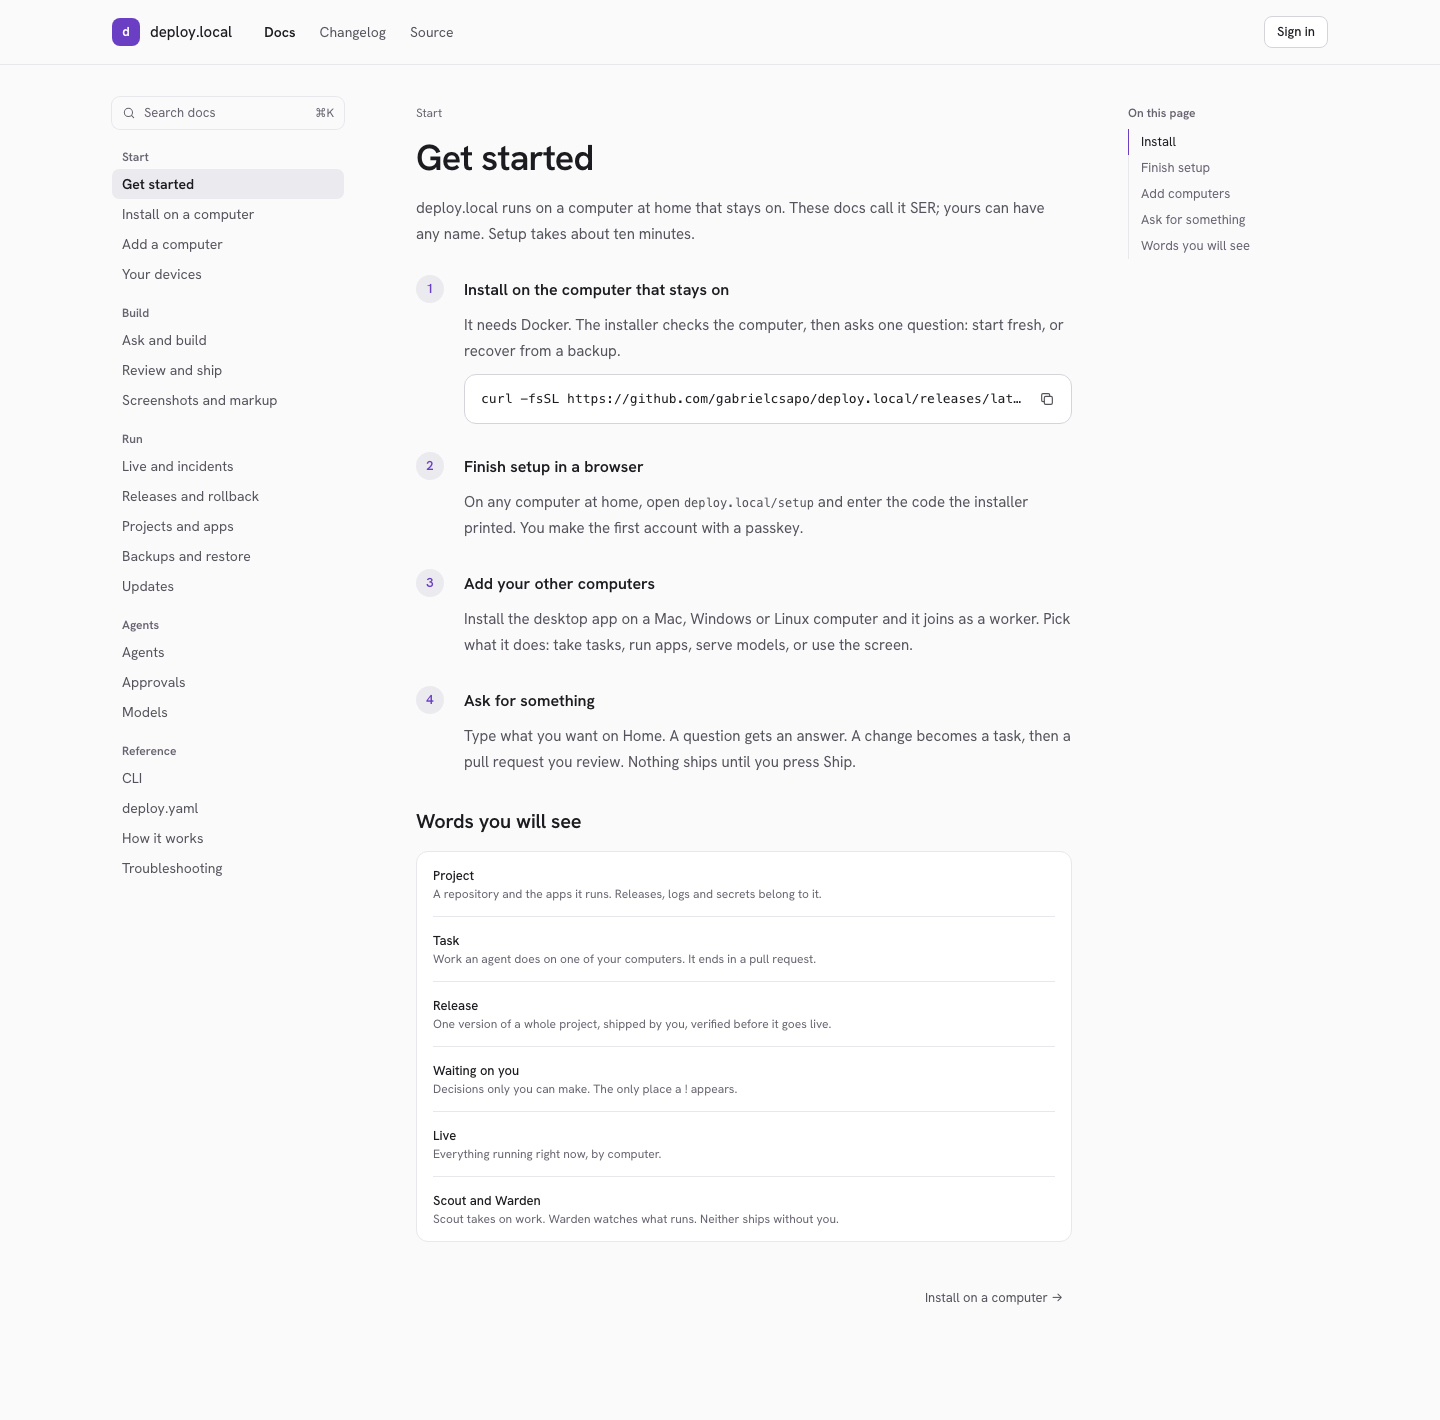 d
deploy.local
Docs
Changelog
Source
Sign in
Search docs
⌘K
Start
Get started
Install on a computer
Add a computer
Your devices
Build
Ask and build
Review and ship
Screenshots and markup
Run
Live and incidents
Releases and rollback
Projects and apps
Backups and restore
Updates
Agents
Agents
Approvals
Models
Reference
CLI
deploy.yaml
How it works
Troubleshooting
Start
Get started
deploy.local runs on a computer at home that stays on. These docs call it SER; yours can have
any name. Setup takes about ten minutes.
1
Install on the computer that stays on
It needs Docker. The installer checks the computer, then asks one question: start fresh, or
recover from a backup.
curl -fsSL https://github.com/gabrielcsapo/deploy.local/releases/lat…
2
Finish setup in a browser
On any computer at home, open deploy.local/setup and enter the code the installer
printed. You make the first account with a passkey.
3
Add your other computers
Install the desktop app on a Mac, Windows or Linux computer and it joins as a worker. Pick
what it does: take tasks, run apps, serve models, or use the screen.
4
Ask for something
Type what you want on Home. A question gets an answer. A change becomes a task, then a
pull request you review. Nothing ships until you press Ship.
Words you will see
Project
A repository and the apps it runs. Releases, logs and secrets belong to it.
Task
Work an agent does on one of your computers. It ends in a pull request.
Release
One version of a whole project, shipped by you, verified before it goes live.
Waiting on you
Decisions only you can make. The only place a ! appears.
Live
Everything running right now, by computer.
Scout and Warden
Scout takes on work. Warden watches what runs. Neither ships without you.
Install on a computer →
On this page
Install
Finish setup
Add computers
Ask for something
Words you will see